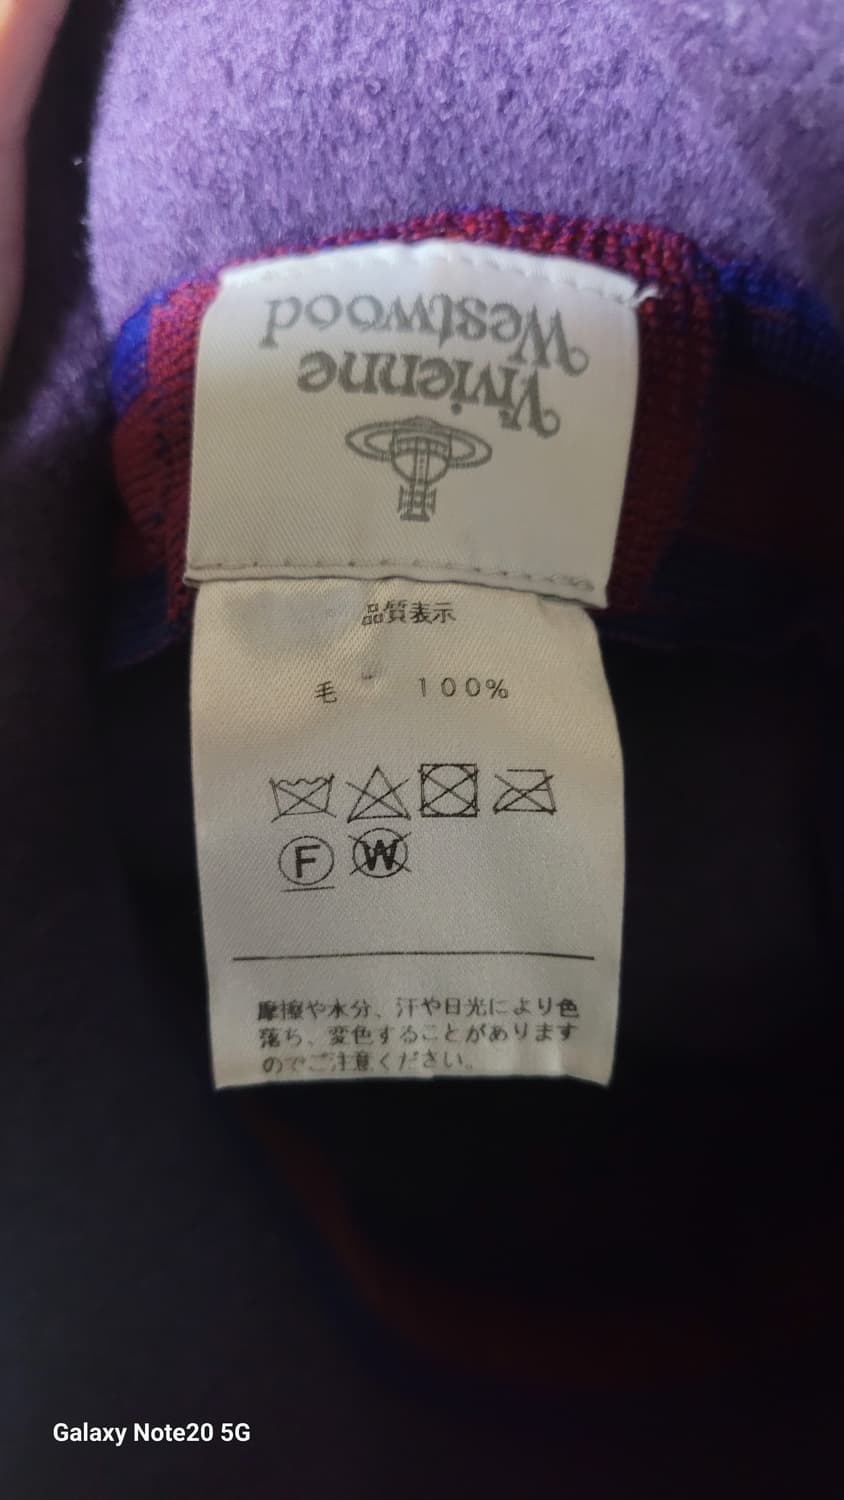 Vivienne
Westwood
品質表示
毛 100%
F W
摩擦や水分、汗や日光により色
落ち、変色することがあります
のでご注意ください。
Galaxy Note20 5G